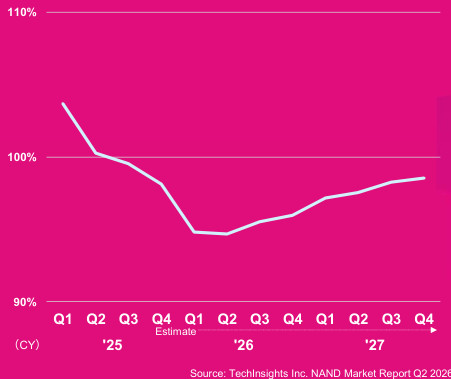 110%
100%
90%
Q1 Q2 Q3 Q4 Q1 Q2 Q3 Q4 Q1 Q2 Q3 Q4
Estimate
(CY) '25 '26 '27
Source: TechInsights Inc. NAND Market Report Q2 2026